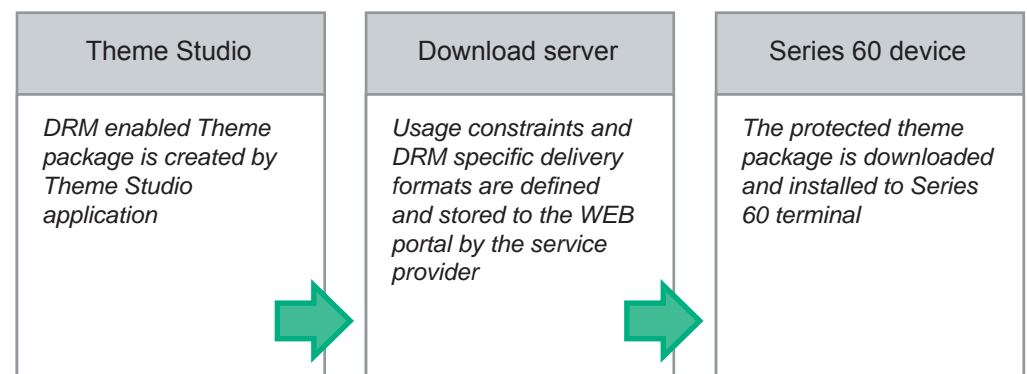 Theme Studio
DRM enabled Theme
package is created by
Theme Studio
application
Download server
Usage constraints and
DRM specific delivery
formats are defined
and stored to the WEB
portal by the service
provider
Series 60 device
The protected theme
package is downloaded
and installed to Series
60 terminal